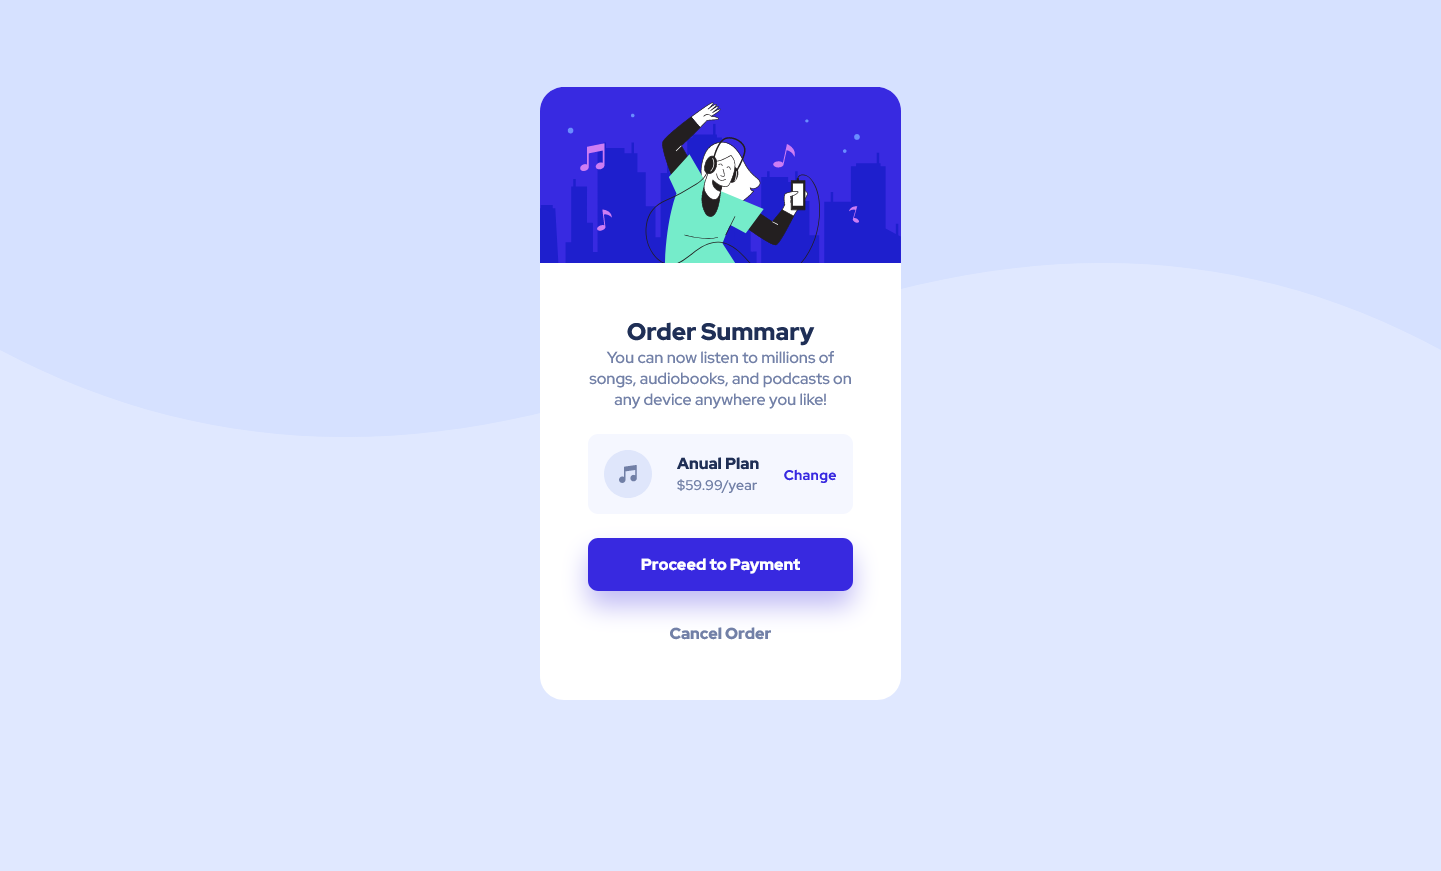 Order Summary
You can now listen to millions of
songs, audiobooks, and podcasts on
any device anywhere you like!
Anual Plan
$59.99/year
Change
Proceed to Payment
Cancel Order